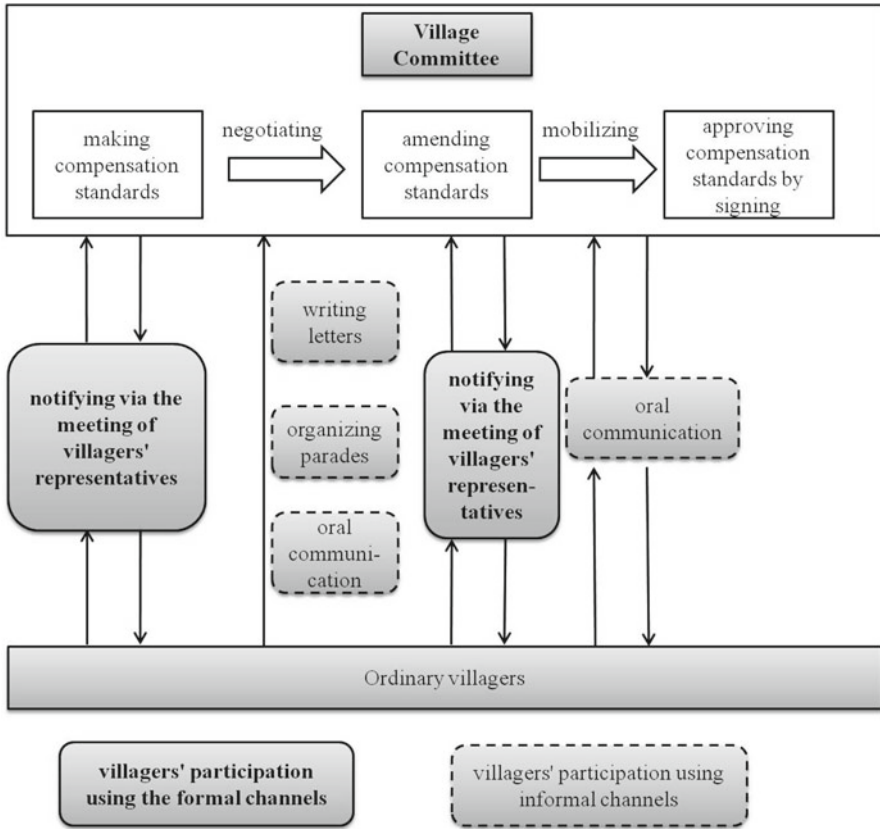 Village
Committee
making
compensation
standards
negotiating
amending
compensation
standards
mobilizing
approving
compensation
standards by
signing
notifying via the
meeting of
villagers'
representatives
writing
letters
organizing
parades
oral
communi-
cation
notifying
via the
meeting of
villagers'
represen-
tatives
oral
communication
Ordinary villagers
villagers' participation
using the formal channels
villagers' participation using
informal channels